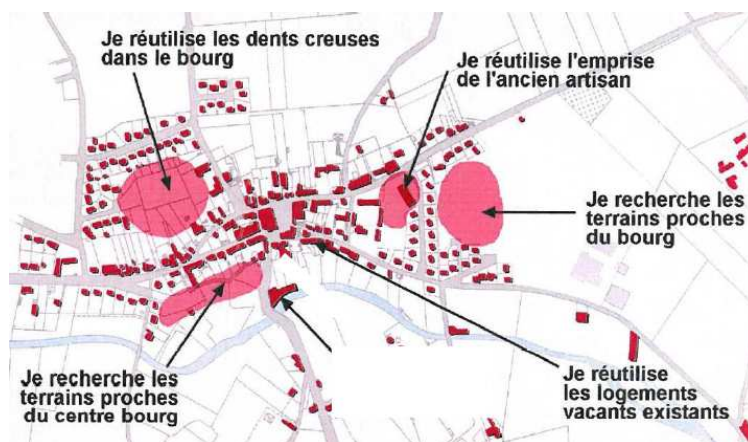 Je réutilise les dents creuses
dans le bourg
Je réutilise l'emprise
de l'ancien artisan
Je recherche les
terrains proches
du bourg
Je recherche les
terrains proches
du centre bourg
Je réutilise
les logements
vacants existants